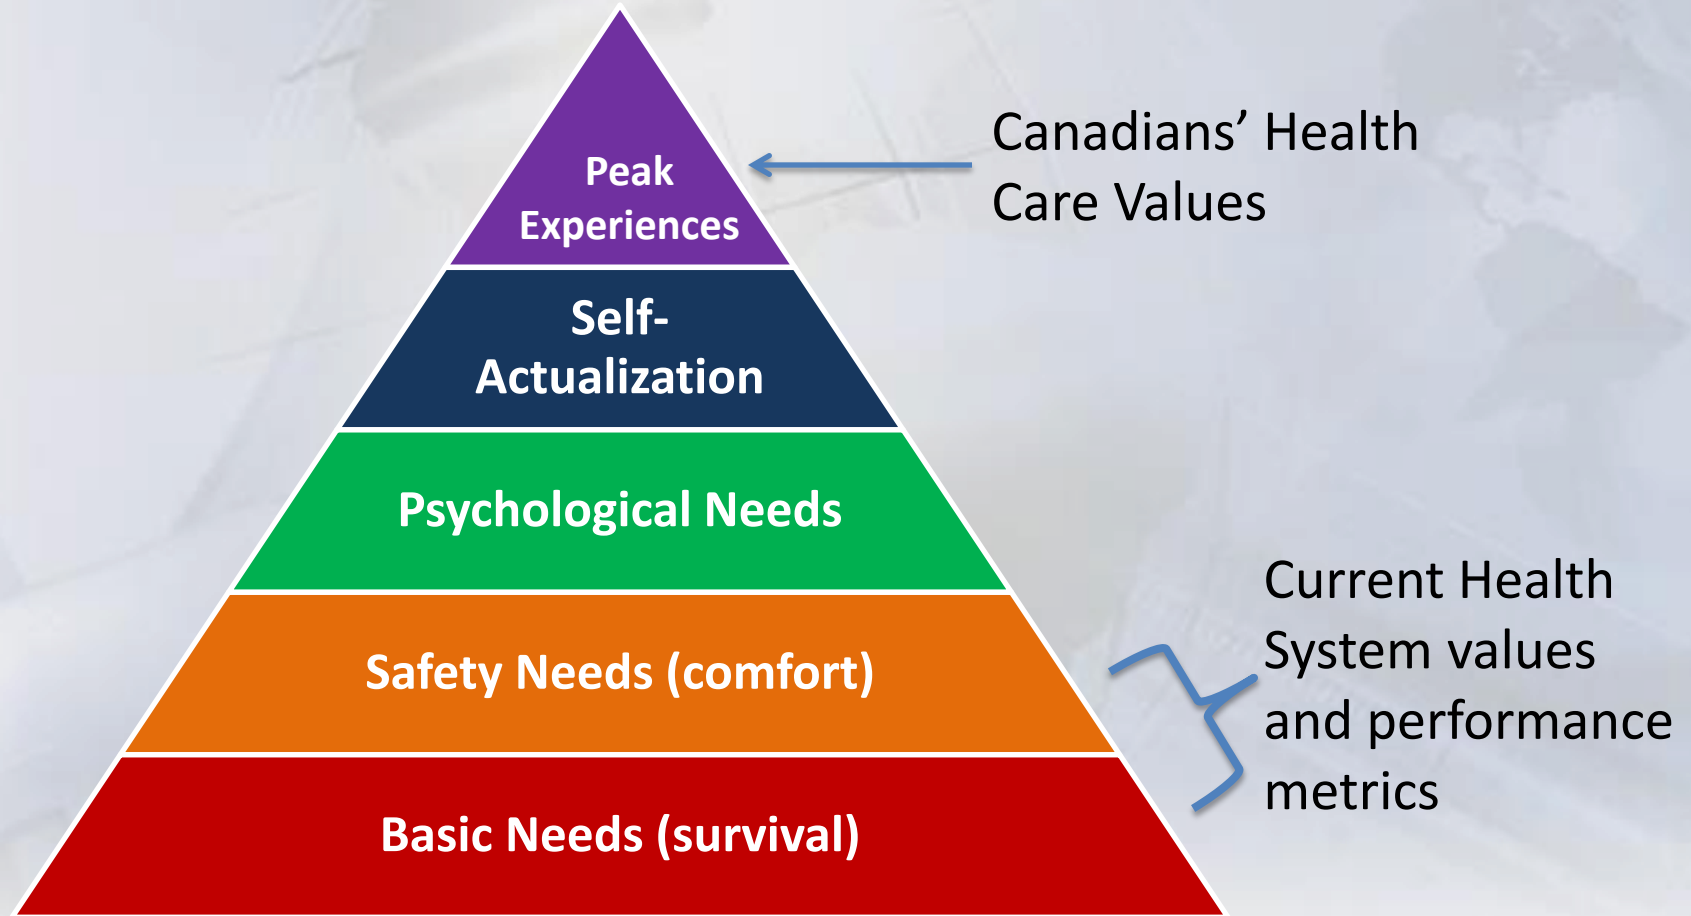 Peak
Experiences
Canadians’ Health
Care Values
Self-
Actualization
Psychological Needs
Safety Needs (comfort)
Current Health
System values
and performance
metrics
Basic Needs (survival)